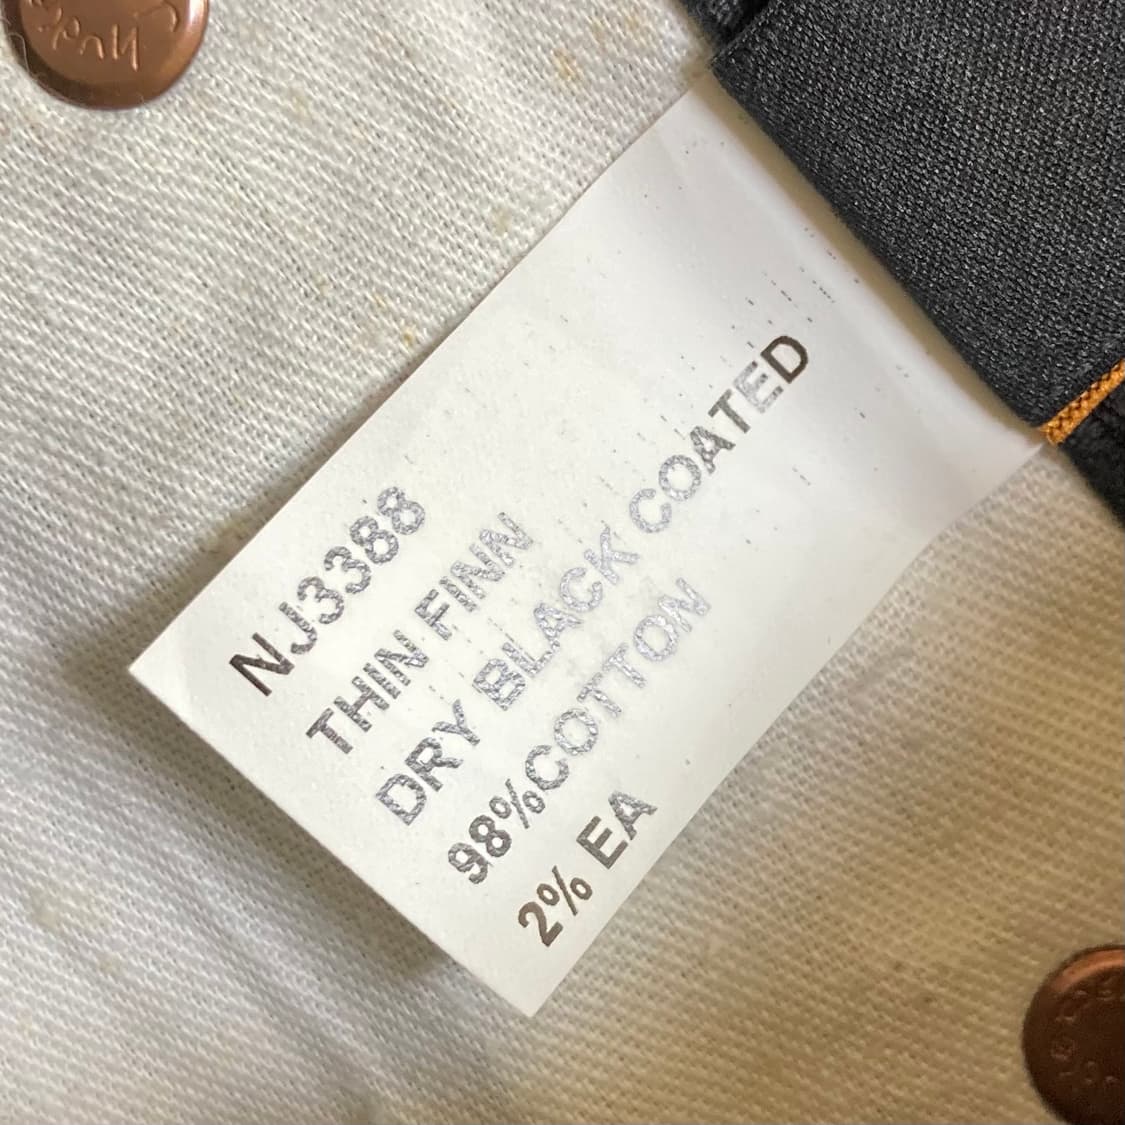 NJ3388
THIN FINN
DRY BLACK COATED
98%COTTON
2% EA